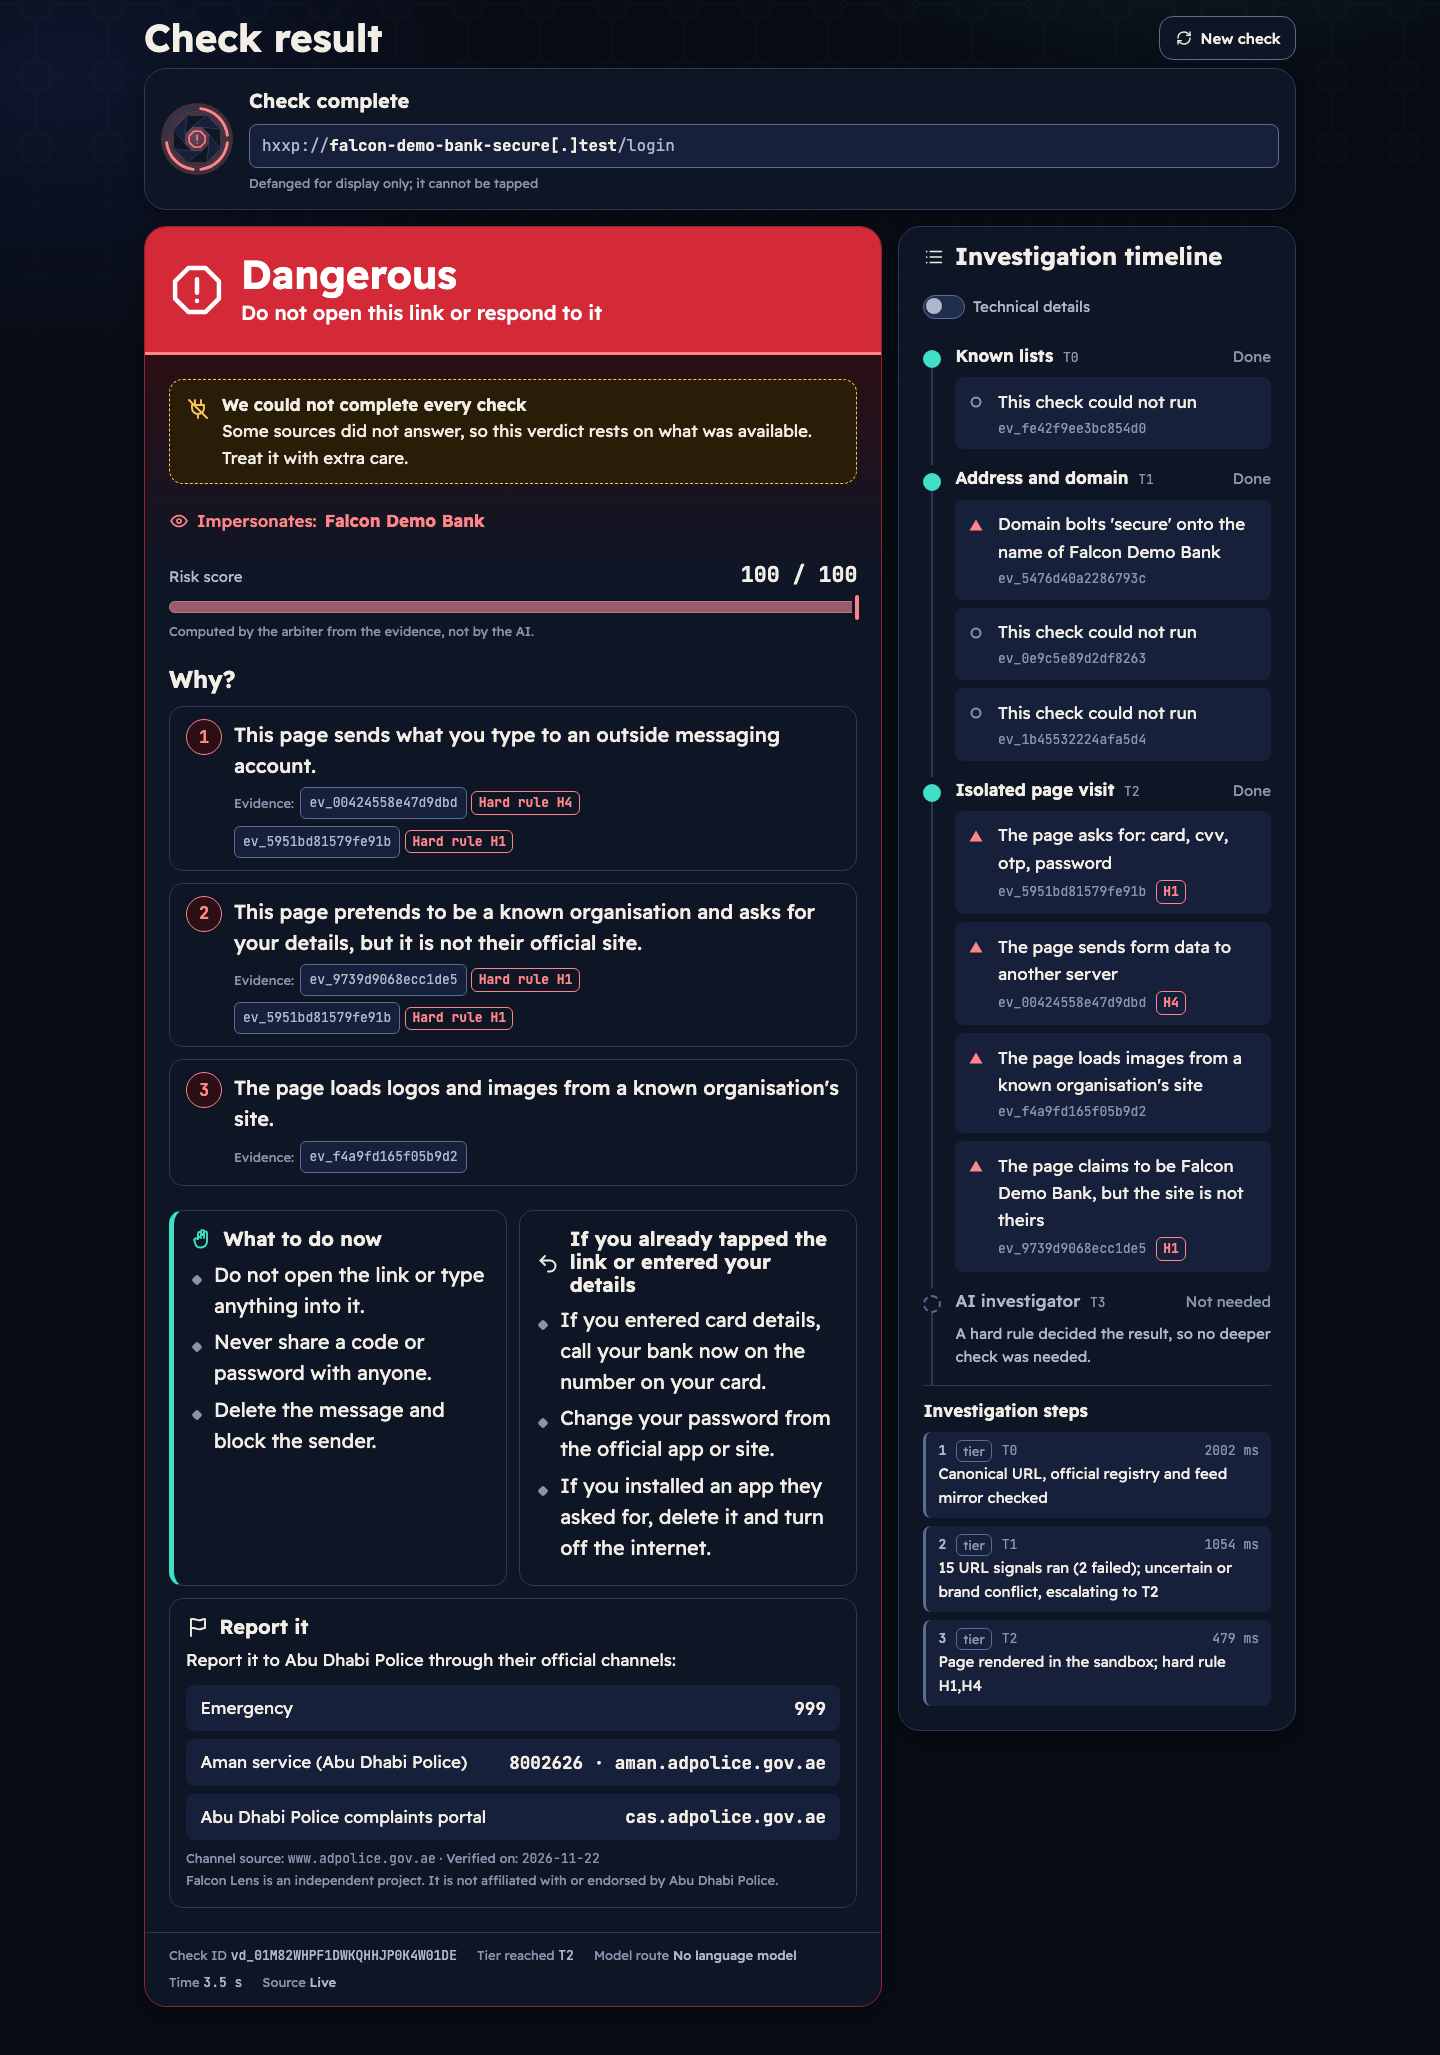 Check result
New check
Check complete
hxxp://falcon-demo-bank-secure[.]test/login
Defanged for display only; it cannot be tapped
Dangerous
Do not open this link or respond to it
We could not complete every check
Some sources did not answer, so this verdict rests on what was available.
Treat it with extra care.
Impersonates: Falcon Demo Bank
Risk score
100 / 100
Computed by the arbiter from the evidence, not by the AI.
Why?
1
This page sends what you type to an outside messaging
account.
Evidence: ev_00424558e47d9dbd Hard rule H4
ev_5951bd81579fe91b Hard rule H1
2
This page pretends to be a known organisation and asks for
your details, but it is not their official site.
Evidence: ev_9739d9068ecc1de5 Hard rule H1
ev_5951bd81579fe91b Hard rule H1
3
The page loads logos and images from a known organisation's
site.
Evidence: ev_f4a9fd165f05b9d2
What to do now
Do not open the link or type
anything into it.
Never share a code or
password with anyone.
Delete the message and
block the sender.
If you already tapped the
link or entered your
details
If you entered card details,
call your bank now on the
number on your card.
Change your password from
the official app or site.
If you installed an app they
asked for, delete it and turn
off the internet.
Report it
Report it to Abu Dhabi Police through their official channels:
Emergency 999
Aman service (Abu Dhabi Police) 8002626 · aman.adpolice.gov.ae
Abu Dhabi Police complaints portal cas.adpolice.gov.ae
Channel source: www.adpolice.gov.ae · Verified on: 2026-11-22
Falcon Lens is an independent project. It is not affiliated with or endorsed by Abu Dhabi Police.
Check ID vd_01M82WHPF1DWKQHHJP0K4W01DE Tier reached T2 Model route No language model
Time 3.5 s Source Live
Investigation timeline
Technical details
Known lists T0 Done
This check could not run
ev_fe42f9ee3bc854d0
Address and domain T1 Done
Domain bolts 'secure' onto the
name of Falcon Demo Bank
ev_5476d40a2286793c
This check could not run
ev_0e9c5e89d2df8263
This check could not run
ev_1b45532224afa5d4
Isolated page visit T2 Done
The page asks for: card, cvv,
otp, password
ev_5951bd81579fe91b H1
The page sends form data to
another server
ev_00424558e47d9dbd H4
The page loads images from a
known organisation's site
ev_f4a9fd165f05b9d2
The page claims to be Falcon
Demo Bank, but the site is not
theirs
ev_9739d9068ecc1de5 H1
AI investigator T3 Not needed
A hard rule decided the result, so no deeper
check was needed.
Investigation steps
1 tier T0 2002 ms
Canonical URL, official registry and feed
mirror checked
2 tier T1 1054 ms
15 URL signals ran (2 failed); uncertain or
brand conflict, escalating to T2
3 tier T2 479 ms
Page rendered in the sandbox; hard rule
H1,H4